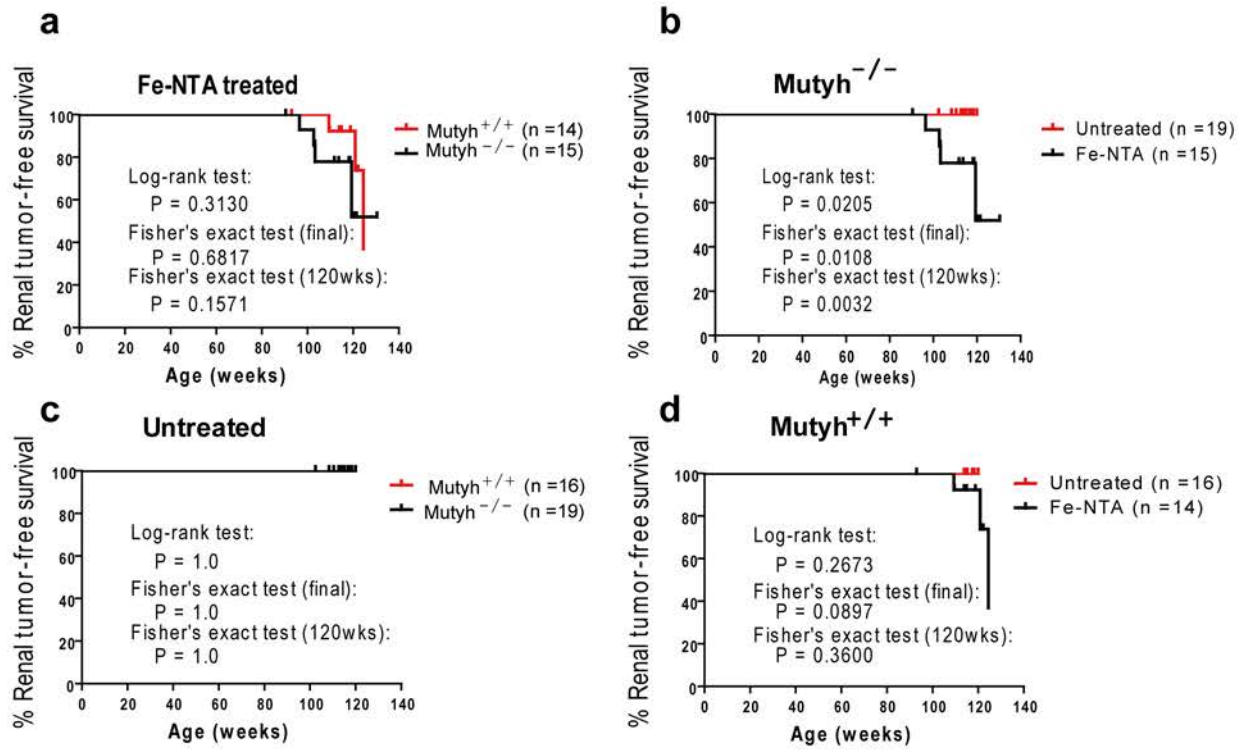 a
Fe-NTA treated
% Renal tumor-free survival
100
80
60
40
20
0
0 20 40 60 80 100 120 140
Age (weeks)
Mutyh+/+ (n =14)
Mutyh−/− (n =15)
Log-rank test:
P = 0.3130
Fisher's exact test (final):
P = 0.6817
Fisher's exact test (120wks):
P = 0.1571
b
Mutyh−/−
% Renal tumor-free survival
100
80
60
40
20
0
0 20 40 60 80 100 120 140
Age (weeks)
Untreated (n =19)
Fe-NTA (n =15)
Log-rank test:
P = 0.0205
Fisher's exact test (final):
P = 0.0108
Fisher's exact test (120wks):
P = 0.0032
c
Untreated
% Renal tumor-free survival
100
80
60
40
20
0
0 20 40 60 80 100 120 140
Age (weeks)
Mutyh+/+ (n =16)
Mutyh−/− (n =19)
Log-rank test:
P = 1.0
Fisher's exact test (final):
P = 1.0
Fisher's exact test (120wks):
P = 1.0
d
Mutyh+/+
% Renal tumor-free survival
100
80
60
40
20
0
0 20 40 60 80 100 120 140
Age (weeks)
Untreated (n =16)
Fe-NTA (n =14)
Log-rank test:
P = 0.2673
Fisher's exact test (final):
P = 0.0897
Fisher's exact test (120wks):
P = 0.3600